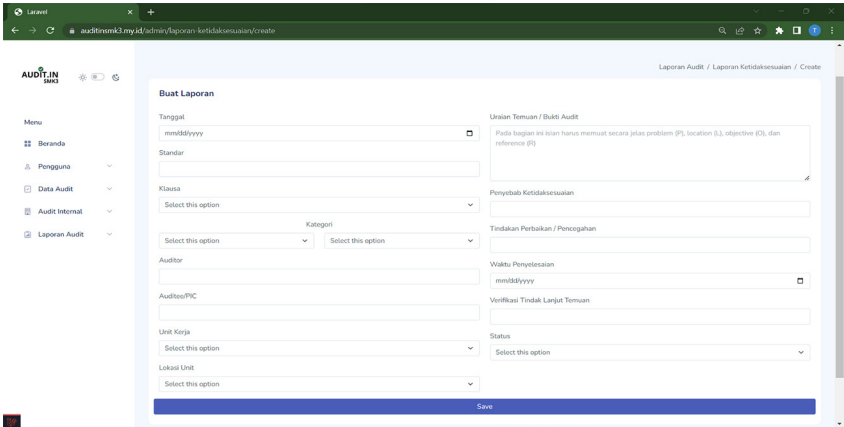 Laravel
auditinsmk3.my.id/admin/laporan-ketidaksesuaian/create
T
AUDIT.IN
SMK3
Laporan Audit / Laporan Ketidaksesuaian / Create
Menu
Beranda
Pengguna
Data Audit
Audit Internal
Laporan Audit
Buat Laporan
Tanggal
mm/dd/yyyy
Standar
Klausa
Select this option
Kategori
Select this option Select this option
Auditor
Auditee/PIC
Unit Kerja
Select this option
Lokasi Unit
Select this option
Uraian Temuan / Bukti Audit
Pada bagian ini isian harus memuat secara jelas problem (P), location (L), objective (O), dan
reference (R)
Penyebab Ketidaksesuaian
Tindakan Perbaikan / Pencegahan
Waktu Penyelesaian
mm/dd/yyyy
Verifikasi Tindak Lanjut Temuan
Status
Select this option
Save